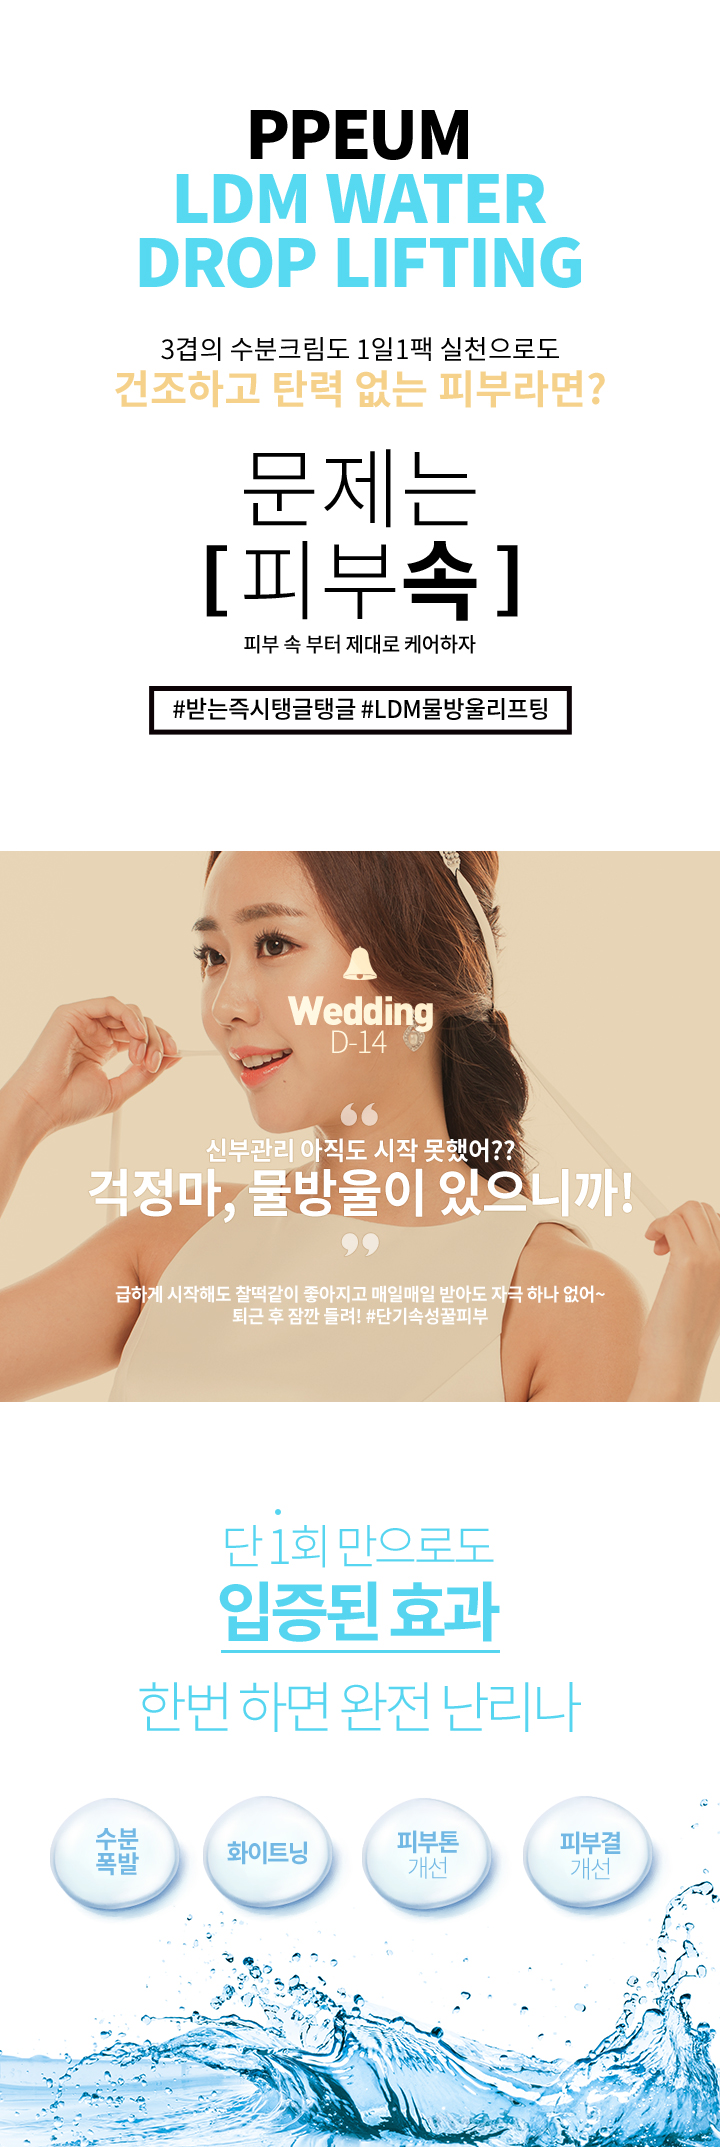 PPEUM
LDM WATER
DROP LIFTING
3겹의 수분크림도 1일1팩 실천으로도
건조하고 탄력 없는 피부라면?
문제는
[피부속]
피부 속 부터 제대로 케어하자
#받는즉시탱글탱글 #LDM물방울리프팅
Wedding
D-14
“
신부관리 아직도 시작 못했어??
걱정마, 물방울이 있으니까!
”
급하게 시작해도 찰떡같이 좋아지고 매일매일 받아도 자극 하나 없어~
퇴근 후 잠깐 들려! #단기속성꿀피부
단 1회 만으로도
입증된 효과
한번 하면 완전 난리나
수분
폭발
화이트닝
피부톤
개선
피부결
개선